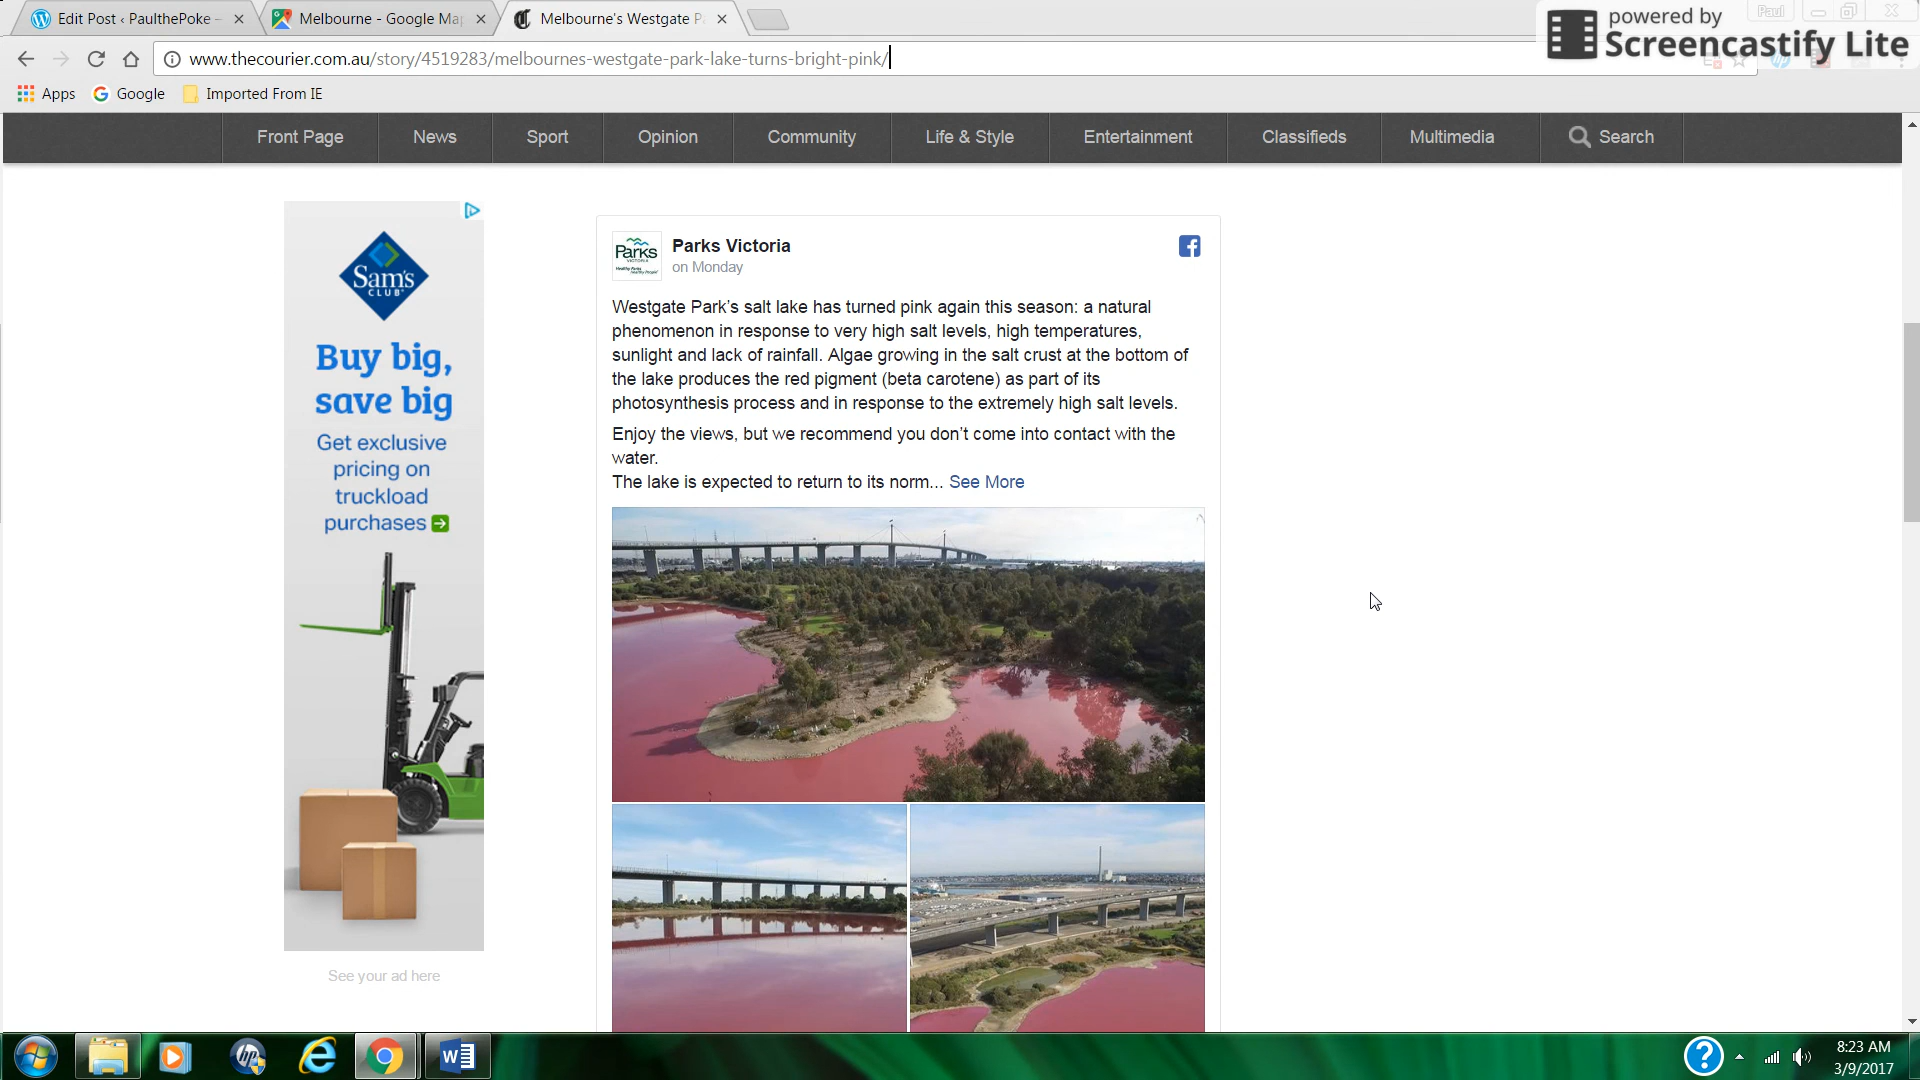 Edit Post ‹ PaulthePoke –
Melbourne - Google Ma
Melbourne's Westgate P
Paul
powered by
Screencastify Lite
www.thecourier.com.au/story/4519283/melbournes-westgate-park-lake-turns-bright-pink/
Apps
Google
Imported From IE
Front Page
News
Sport
Opinion
Community
Life & Style
Entertainment
Classifieds
Multimedia
Search
Sam's
CLUB
Buy big,
save big
Get exclusive
pricing on
truckload
purchases
See your ad here
Parks
VICTORIA
Healthy Parks
Healthy People
Parks Victoria
on Monday
Westgate Park’s salt lake has turned pink again this season: a natural
phenomenon in response to very high salt levels, high temperatures,
sunlight and lack of rainfall. Algae growing in the salt crust at the bottom of
the lake produces the red pigment (beta carotene) as part of its
photosynthesis process and in response to the extremely high salt levels.
Enjoy the views, but we recommend you don’t come into contact with the
water.
The lake is expected to return to its norm... See More
hp
W
?
8:23 AM
3/9/2017